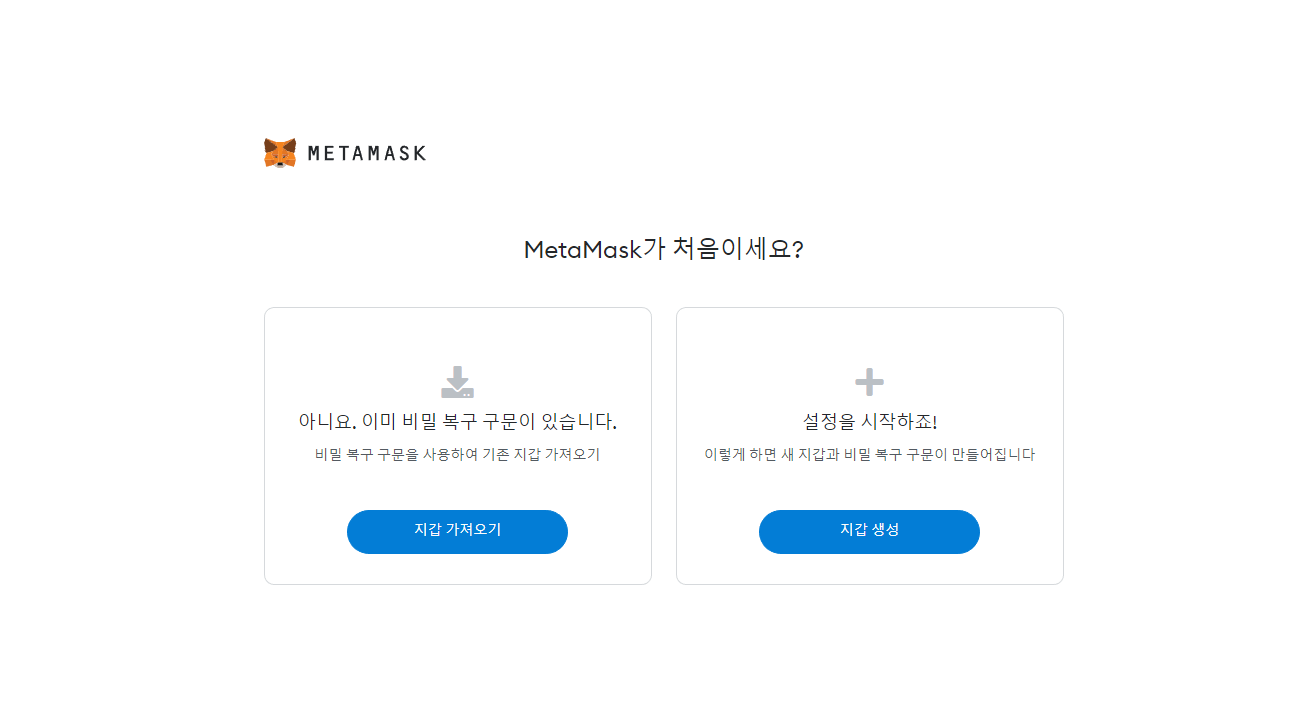 METAMASK
MetaMask가 처음이세요?
아니요. 이미 비밀 복구 구문이 있습니다.
비밀 복구 구문을 사용하여 기존 지갑 가져오기
지갑 가져오기
설정을 시작하죠!
이렇게 하면 새 지갑과 비밀 복구 구문이 만들어집니다
지갑 생성